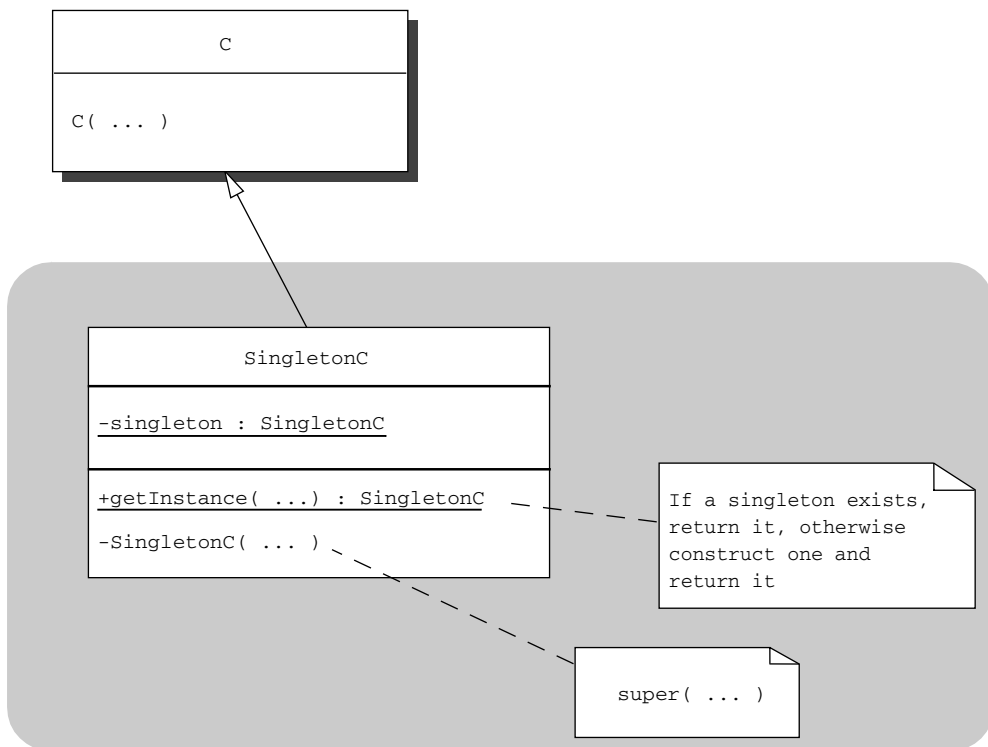 C
C( ... )
SingletonC
-singleton : SingletonC
+getInstance( ...) : SingletonC
-SingletonC( ... )
If a singleton exists,
return it, otherwise
construct one and
return it
super( ... )